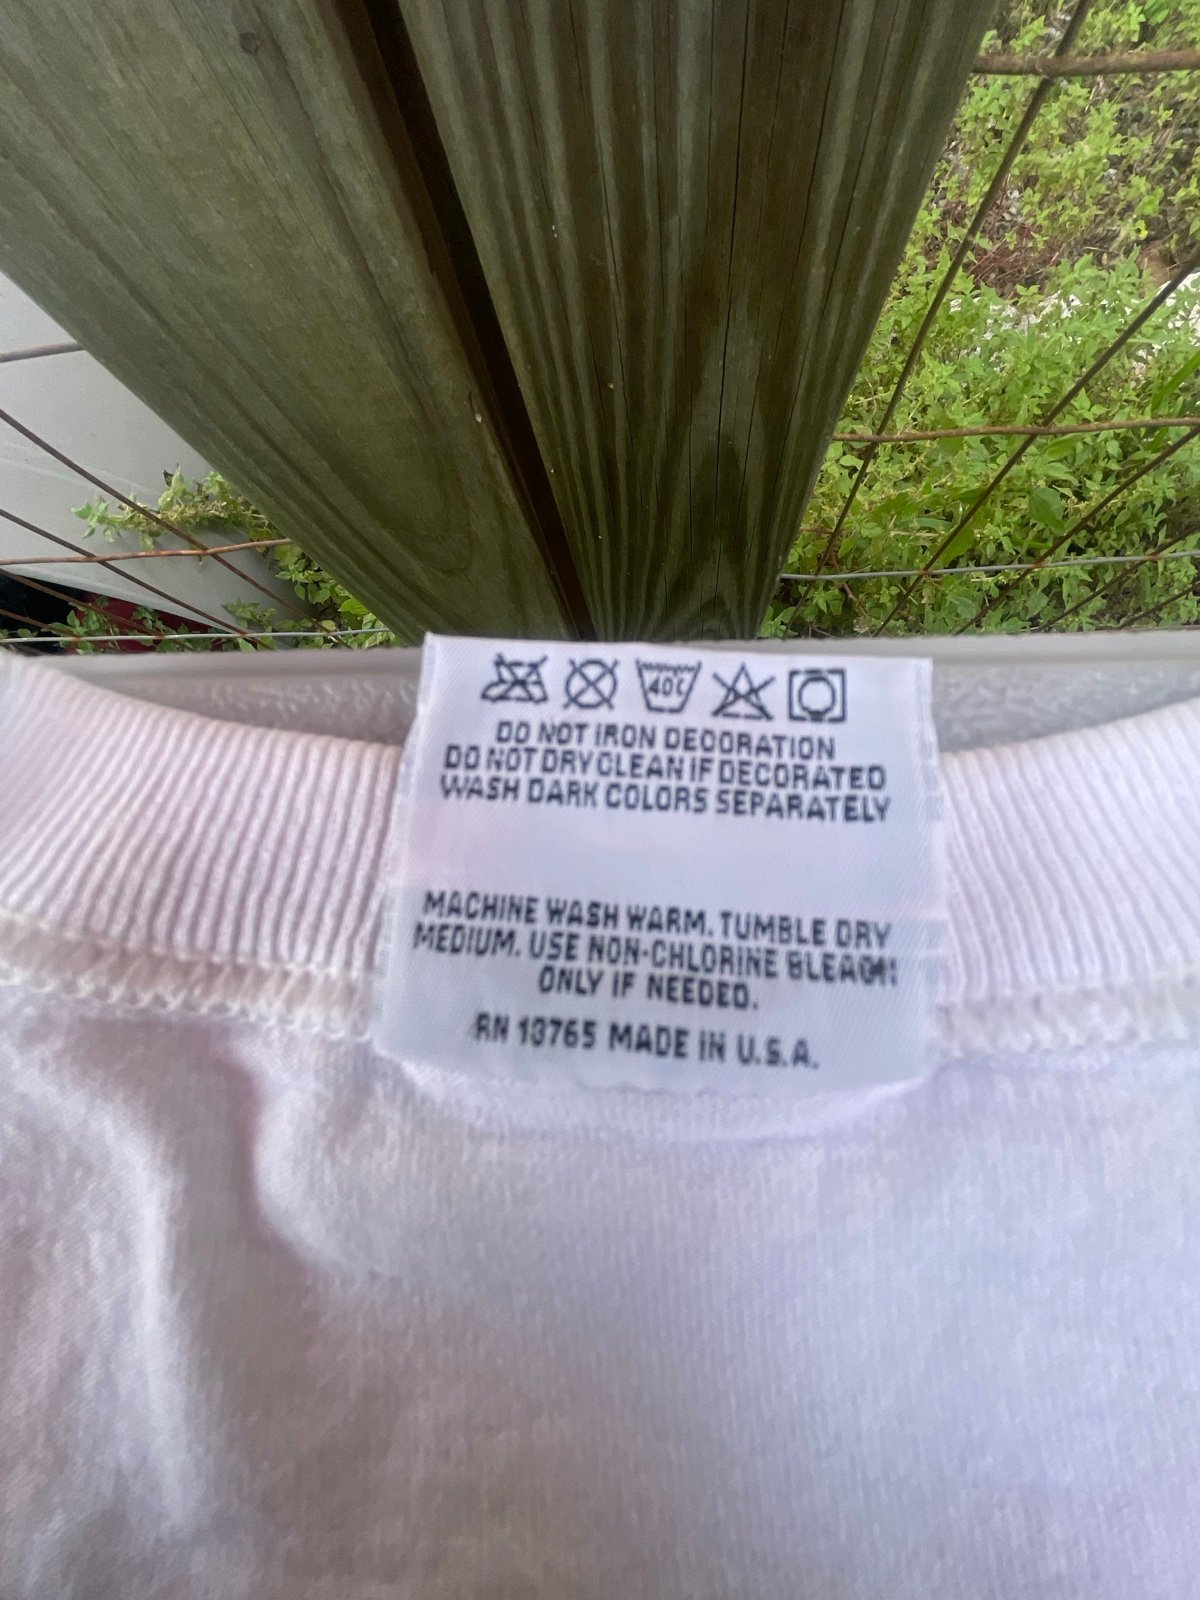 40C
DO NOT IRON DECORATION
DO NOT DRY CLEAN IF DECORATED
WASH DARK COLORS SEPARATELY
MACHINE WASH WARM. TUMBLE DRY
MEDIUM. USE NON-CHLORINE BLEACH
ONLY IF NEEDED.
RN 13765 MADE IN U.S.A.